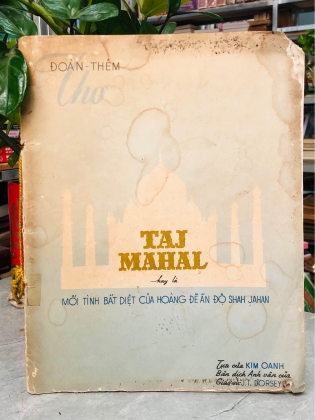 ĐOÀN-THÊM
Thơ
TAJ
MAHAL
hay là
MỐI TÌNH BẤT DIỆT CỦA HOÀNG ĐẾ ẤN ĐỘ SHAH JAHAN
Tựa của KIM OANH
Bản dịch Anh văn của
J.T. DORSEY